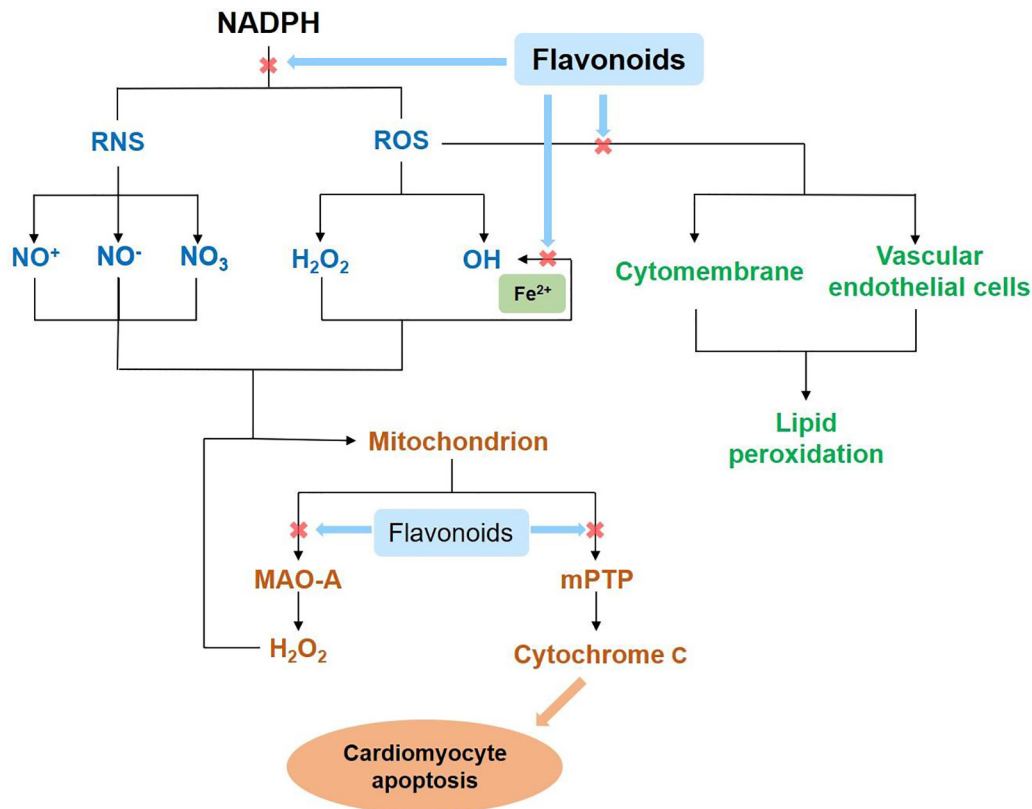 NADPH
Flavonoids
RNS
ROS
NO⁺
NO⁻
NO₃
H₂O₂
OH
Fe²⁺
Cytomembrane
Vascular
endothelial cells
Lipid
peroxidation
Mitochondrion
Flavonoids
MAO-A
mPTP
H₂O₂
Cytochrome c
Cardiomyocyte
apoptosis